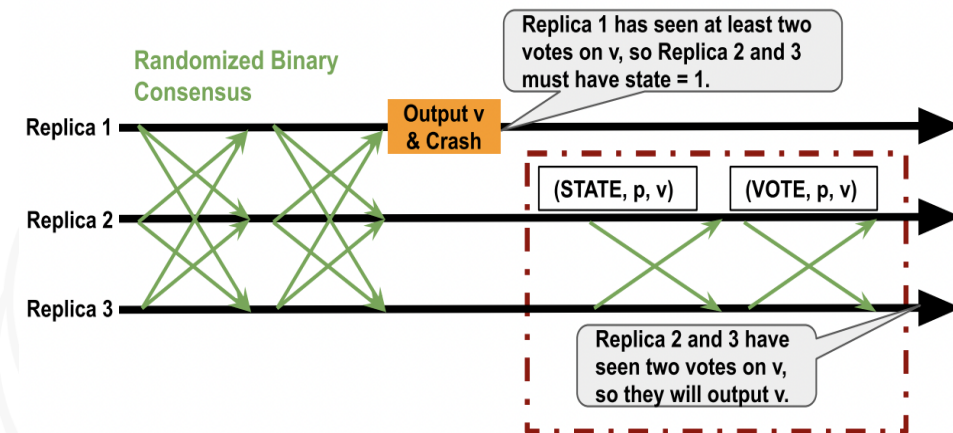 Replica 1 has seen at least two
votes on v, so Replica 2 and 3
must have state = 1.
Randomized Binary
Consensus
Replica 1
Output v
& Crash
(STATE, p, v)
(VOTE, p, v)
Replica 2
Replica 3
Replica 2 and 3 have
seen two votes on v,
so they will output v.